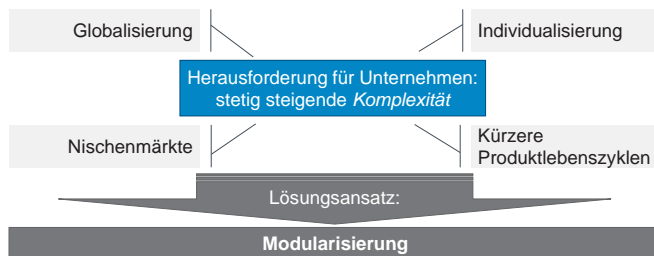 Globalisierung
Individualisierung
Herausforderung für Unternehmen:
stetig steigende Komplexität
Nischenmärkte
Kürzere
Produktlebenszyklen
Lösungsansatz:
Modularisierung